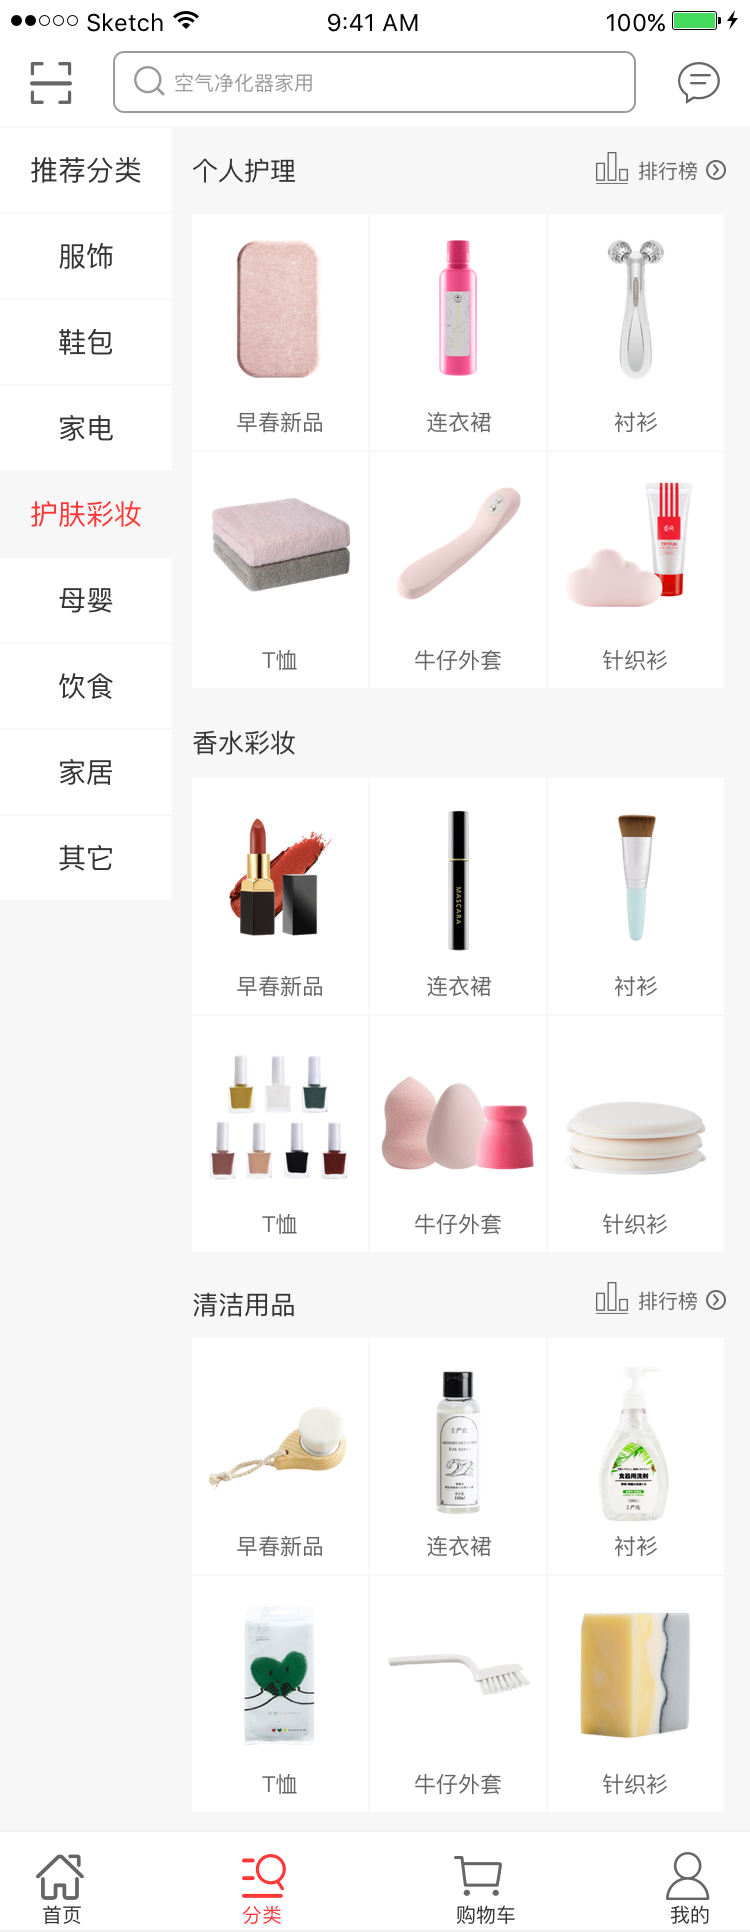 Sketch 9:41 AM 100%
空气净化器家用
推荐分类
服饰
鞋包
家电
护肤彩妆
母婴
饮食
家居
其它
个人护理 排行榜
早春新品 连衣裙 衬衫
T恤 牛仔外套 针织衫
香水彩妆
MASCARA
早春新品 连衣裙 衬衫
T恤 牛仔外套 针织衫
清洁用品 排行榜
食器用洗剤
早春新品 连衣裙 衬衫
T恤 牛仔外套 针织衫
首页 分类 购物车 我的